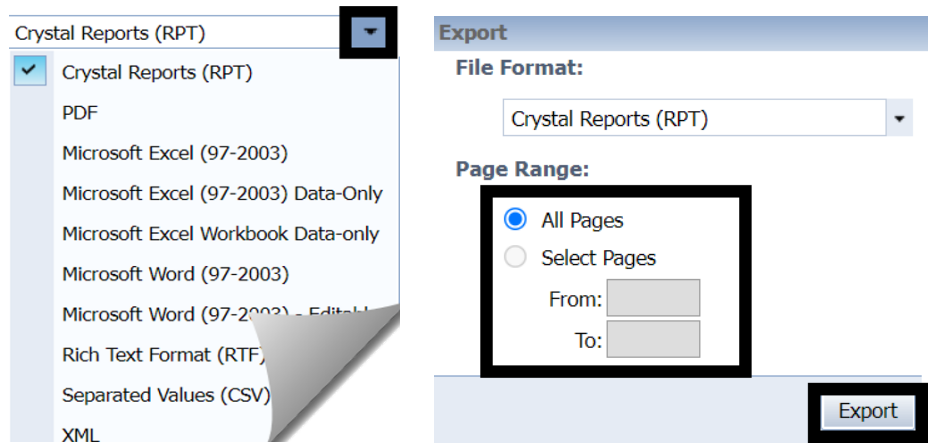 Crystal Reports (RPT)
Crystal Reports (RPT)
PDF
Microsoft Excel (97-2003)
Microsoft Excel (97-2003) Data-Only
Microsoft Excel Workbook Data-only
Microsoft Word (97-2003)
Microsoft Word (97-2003) - Editable
Rich Text Format (RTF)
Separated Values (CSV)
XML
Export
File Format:
Crystal Reports (RPT)
Page Range:
All Pages
Select Pages
From:
To:
Export